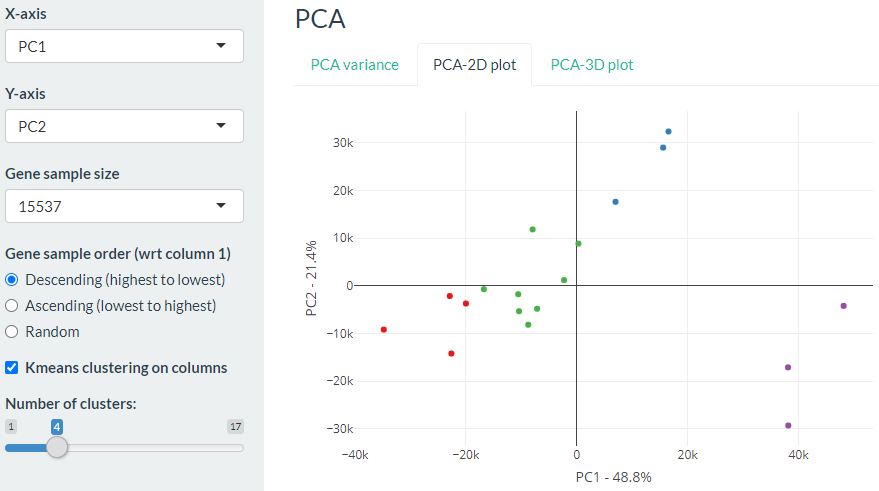 X-axis
PC1
Y-axis
PC2
Gene sample size
15537
Gene sample order (wrt column 1)
Descending (highest to lowest)
Ascending (lowest to highest)
Random
Kmeans clustering on columns
Number of clusters:
1 4 17
PCA
PCA variance PCA-2D plot PCA-3D plot
PC2 - 21.4%
30k
20k
10k
0
−10k
−20k
−30k
−40k −20k 0 20k 40k
PC1 - 48.8%